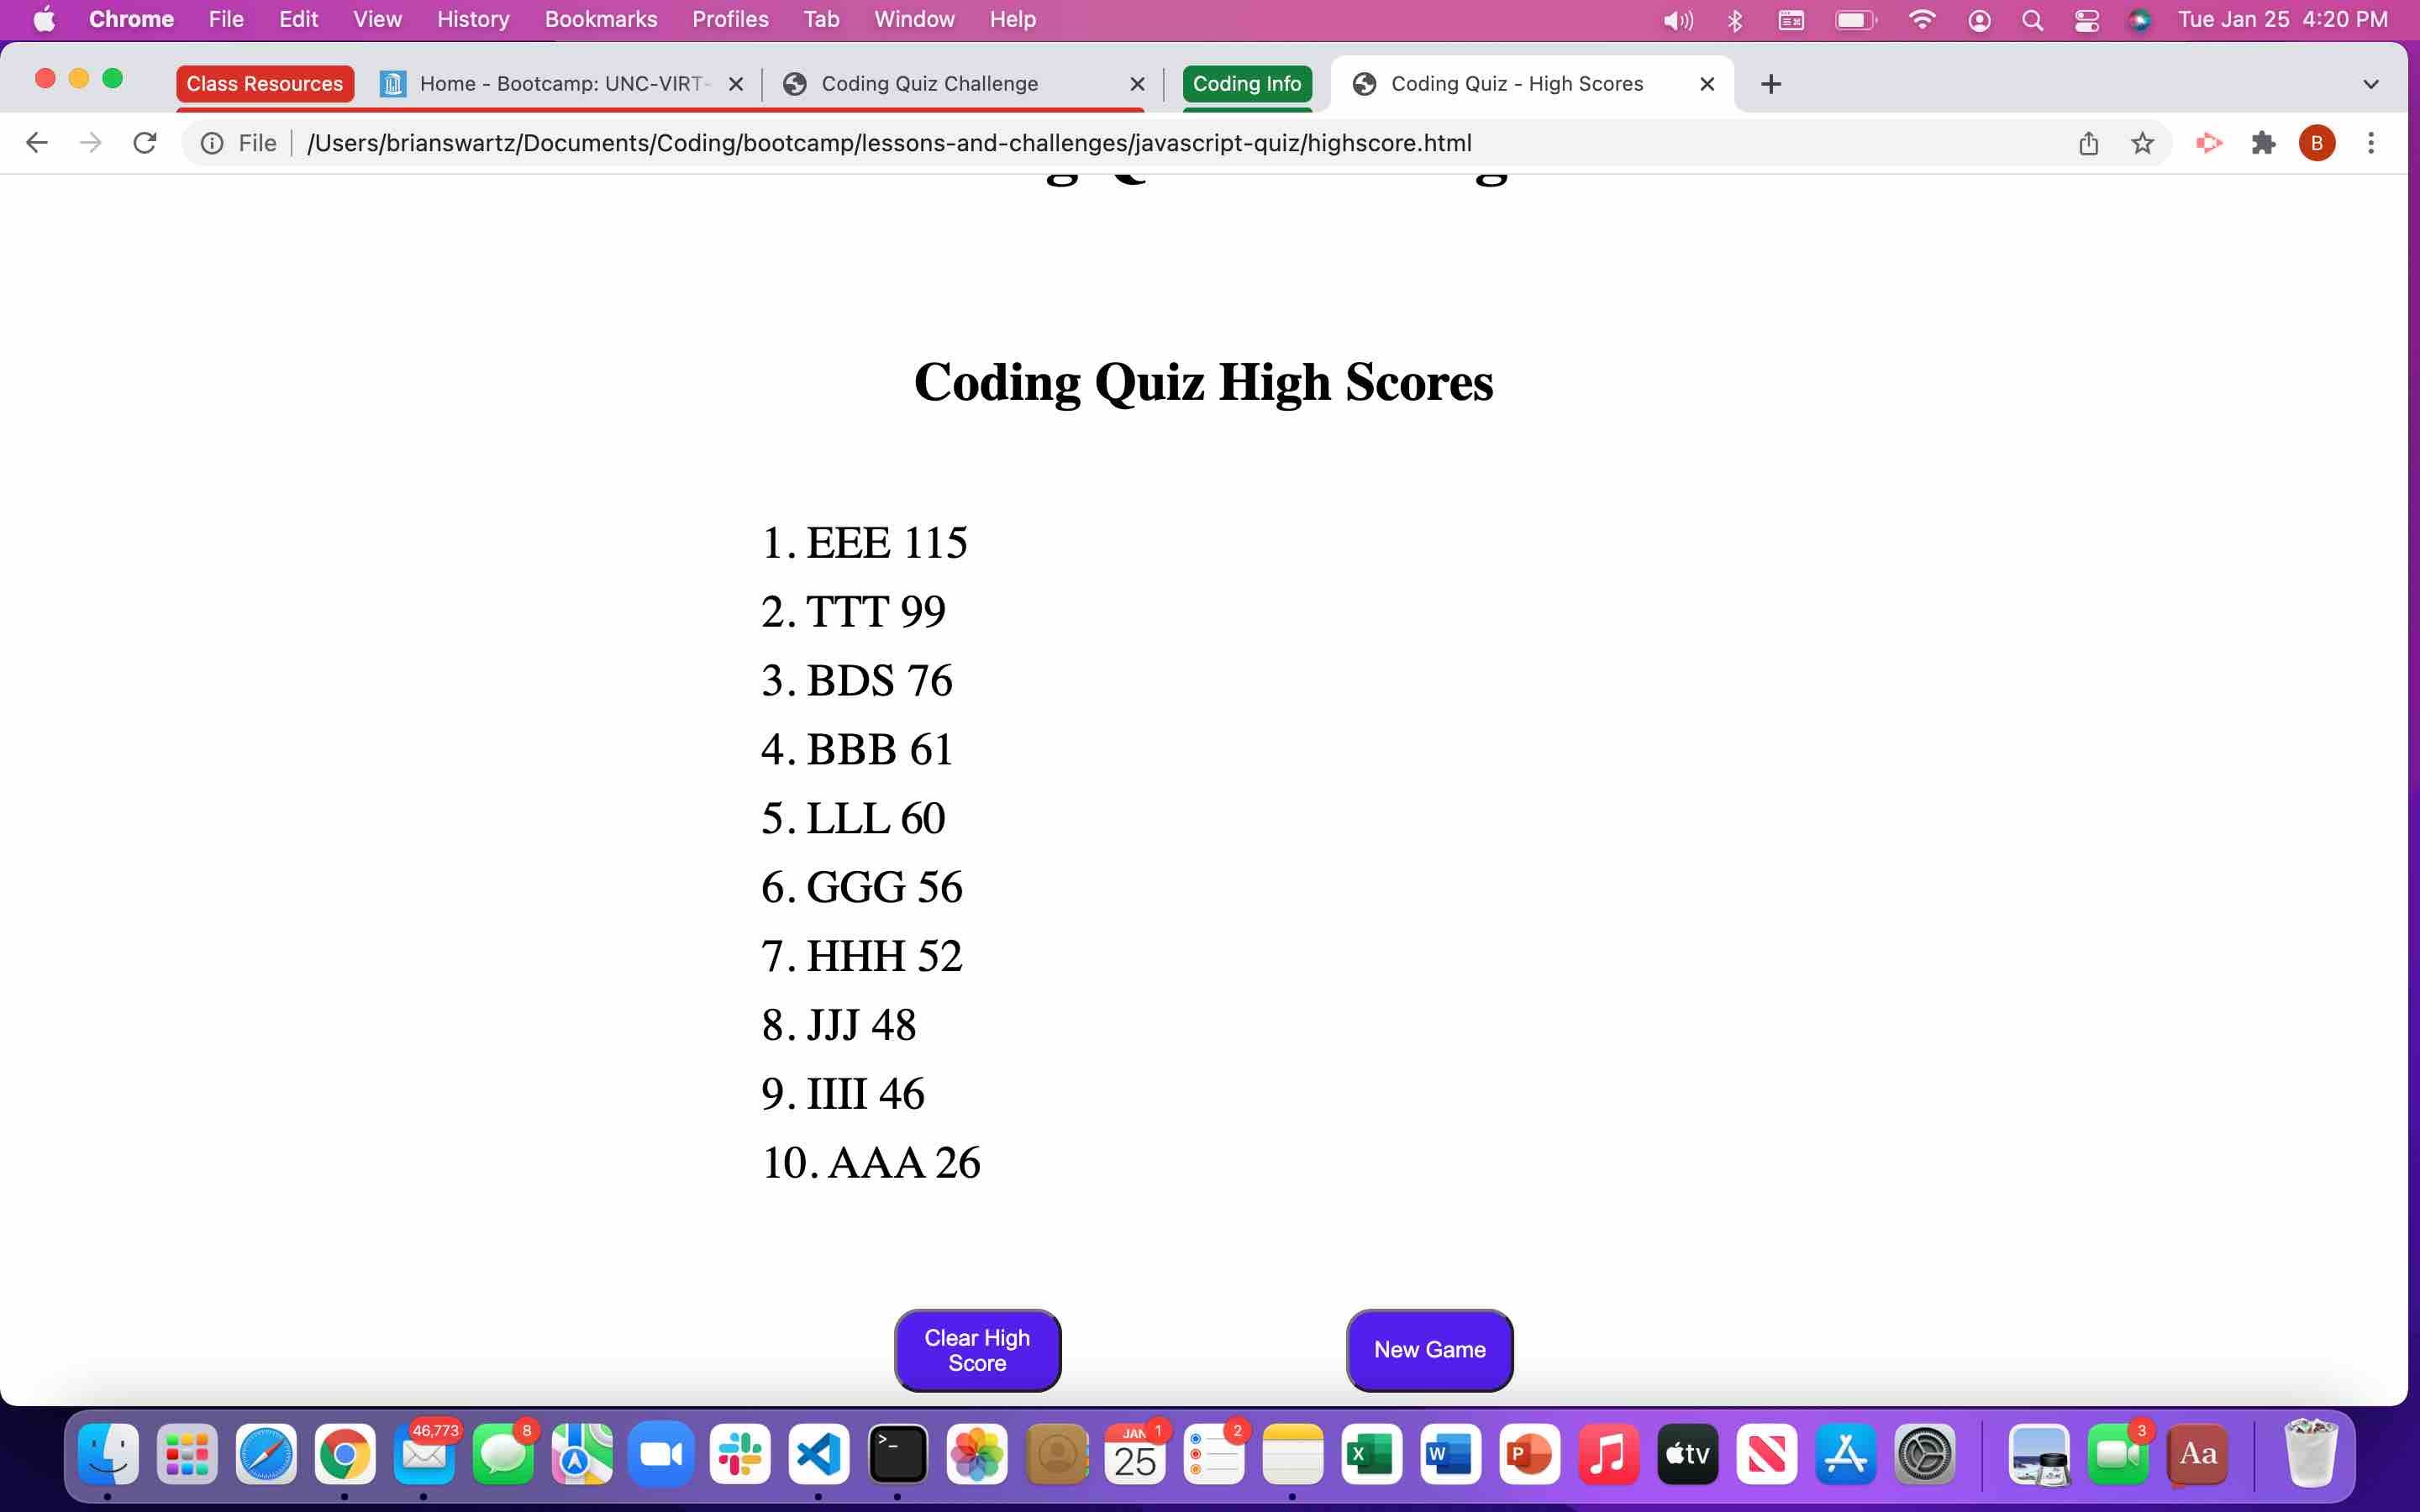 Chrome File Edit View History Bookmarks Profiles Tab Window Help Tue Jan 25 4:20 PM
Class Resources Home - Bootcamp: UNC-VIRT- Coding Quiz Challenge Coding Info Coding Quiz - High Scores
File /Users/brianswartz/Documents/Coding/bootcamp/lessons-and-challenges/javascript-quiz/highscore.html B
Coding Quiz High Scores
1. EEE 115
2. TTT 99
3. BDS 76
4. BBB 61
5. LLL 60
6. GGG 56
7. HHH 52
8. JJJ 48
9. IIII 46
10. AAA 26
Clear High
Score
New Game
46,773 8 JAN 1 2 3
25 X W P tv Aa